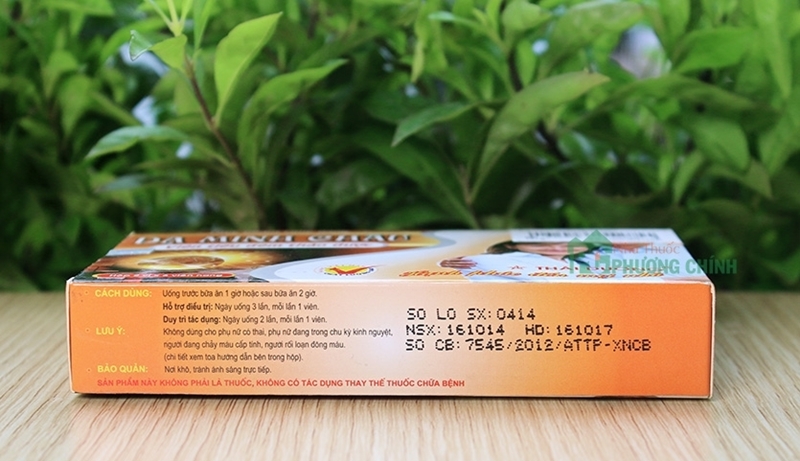 DẠ MINH CHÂU
NHÀ THUỐC
PHƯƠNG CHÍNH
CÁCH DÙNG: Uống trước bữa ăn 1 giờ hoặc sau bữa ăn 2 giờ.
Hỗ trợ điều trị: Ngày uống 3 lần, mỗi lần 1 viên.
Duy trì tác dụng: Ngày uống 2 lần, mỗi lần 1 viên.
LƯU Ý: Không dùng cho phụ nữ có thai, phụ nữ đang trong chu kỳ kinh nguyệt,
người đang chảy máu cấp tính, người rối loạn đông máu.
(chi tiết xem toa hướng dẫn bên trong hộp).
BẢO QUẢN: Nơi khô, tránh ánh sáng trực tiếp.
SẢN PHẨM NÀY KHÔNG PHẢI LÀ THUỐC, KHÔNG CÓ TÁC DỤNG THAY THẾ THUỐC CHỮA BỆNH
SO LO SX: 0414
NSX: 161014 HD: 161017
SO CB: 7545/2012/ATTP-XNCB